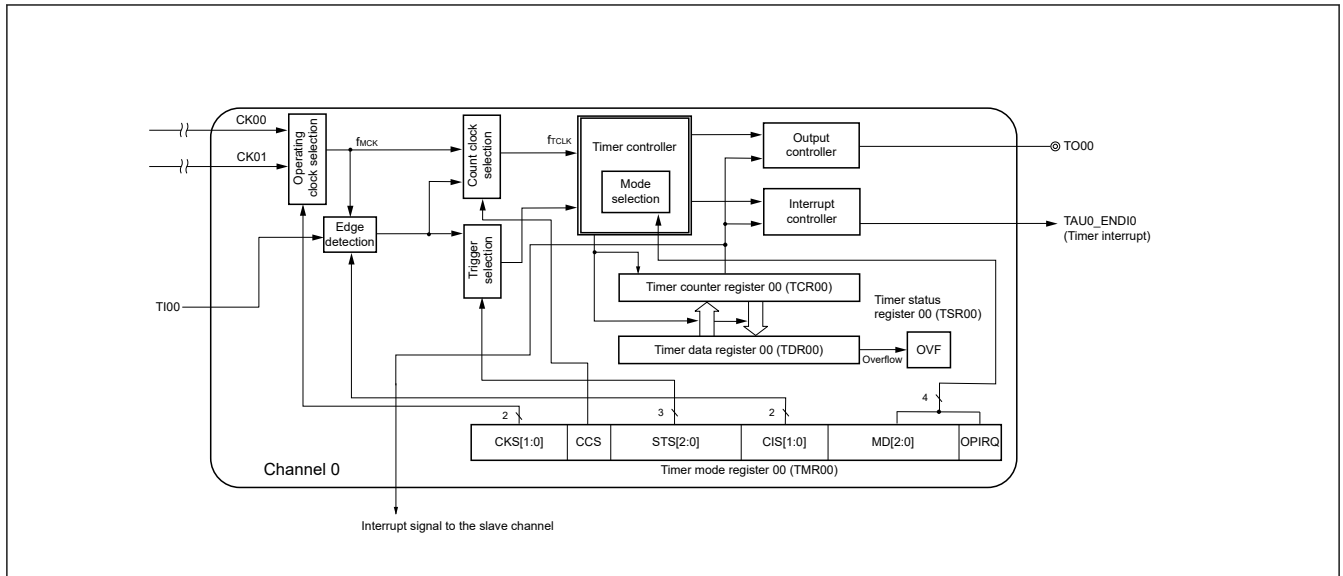 CK00
CK01
Operating
clock selection
fMCK
Count clock
selection
fTCLK
Timer controller
Mode
selection
Output
controller
TO00
Interrupt
controller
TAU0_ENDI0
(Timer interrupt)
Edge
detection
Trigger
selection
TI00
Timer counter register 00 (TCR00)
Timer status
register 00 (TSR00)
Timer data register 00 (TDR00)
Overflow
OVF
2
3
2
4
CKS[1:0]
CCS
STS[2:0]
CIS[1:0]
MD[2:0]
OPIRQ
Channel 0
Timer mode register 00 (TMR00)
Interrupt signal to the slave channel